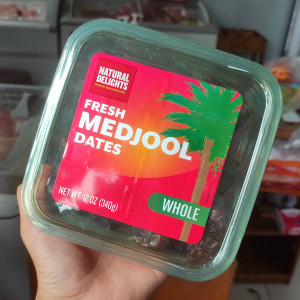 NATURAL
DELIGHTS
FRESH
MEDJOOL
DATES
WHOLE
NET WT 12 OZ (340g)